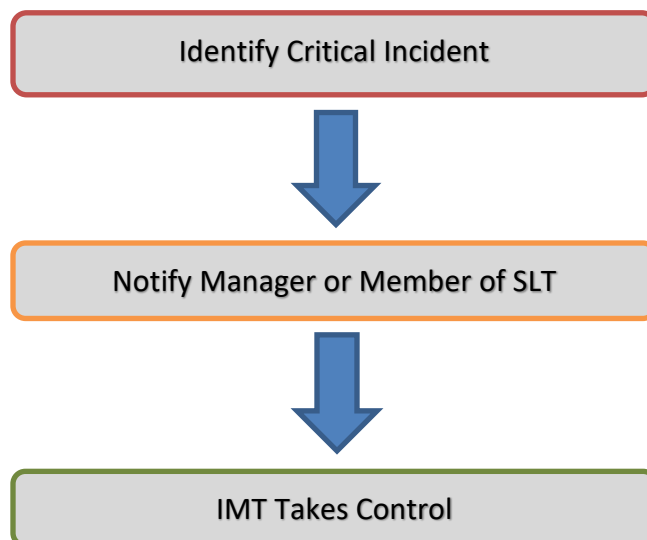 Identify Critical Incident
Notify Manager or Member of SLT
IMT Takes Control